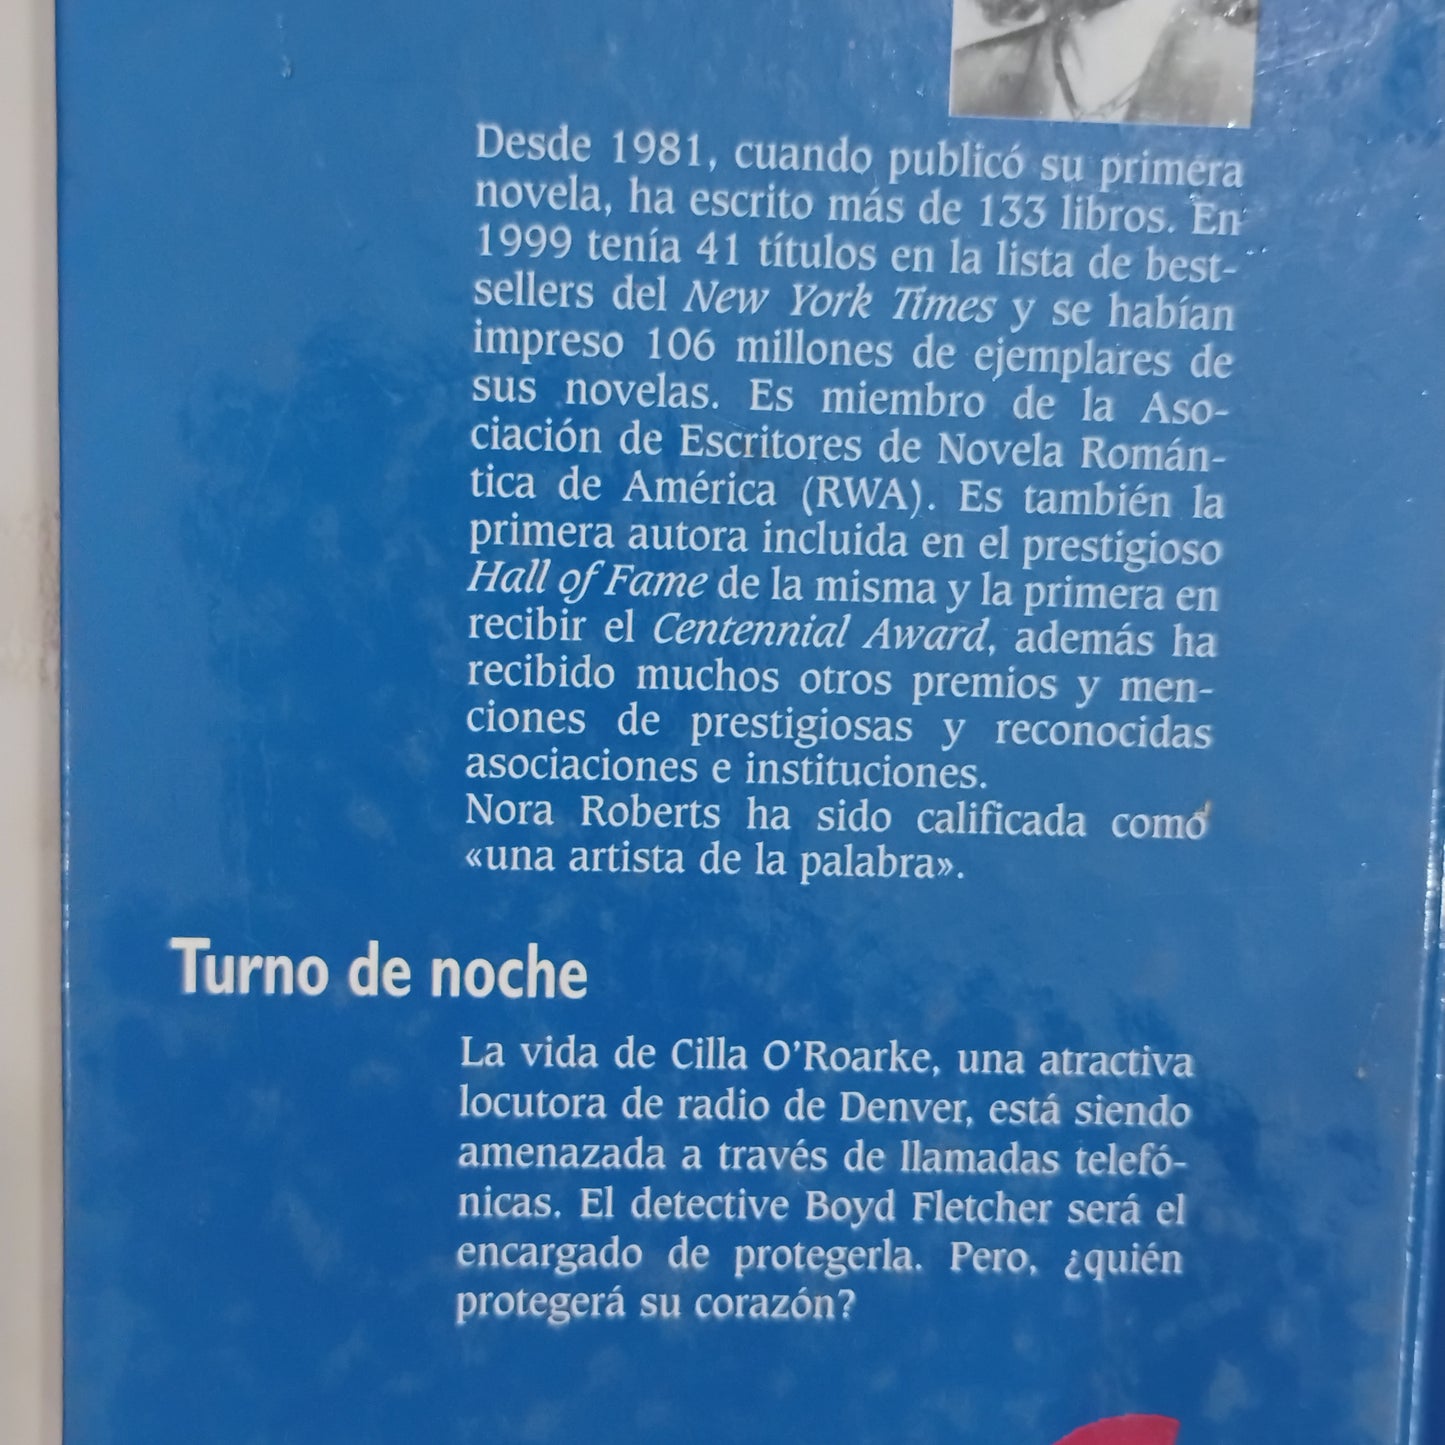 Desde 1981, cuando publicó su primera
novela, ha escrito más de 133 libros. En
1999 tenía 41 títulos en la lista de best-
sellers del New York Times y se habían
impreso 106 millones de ejemplares de
sus novelas. Es miembro de la Aso-
ciación de Escritores de Novela Román-
tica de América (RWA). Es también la
primera autora incluida en el prestigioso
Hall of Fame de la misma y la primera en
recibir el Centennial Award, además ha
recibido muchos otros premios y men-
ciones de prestigiosas y reconocidas
asociaciones e instituciones.
Nora Roberts ha sido calificada como
«una artista de la palabra».
Turno de noche
La vida de Cilla O'Roarke, una atractiva
locutora de radio de Denver, está siendo
amenazada a través de llamadas telefó-
nicas. El detective Boyd Fletcher será el
encargado de protegerla. Pero, ¿quién
protegerá su corazón?